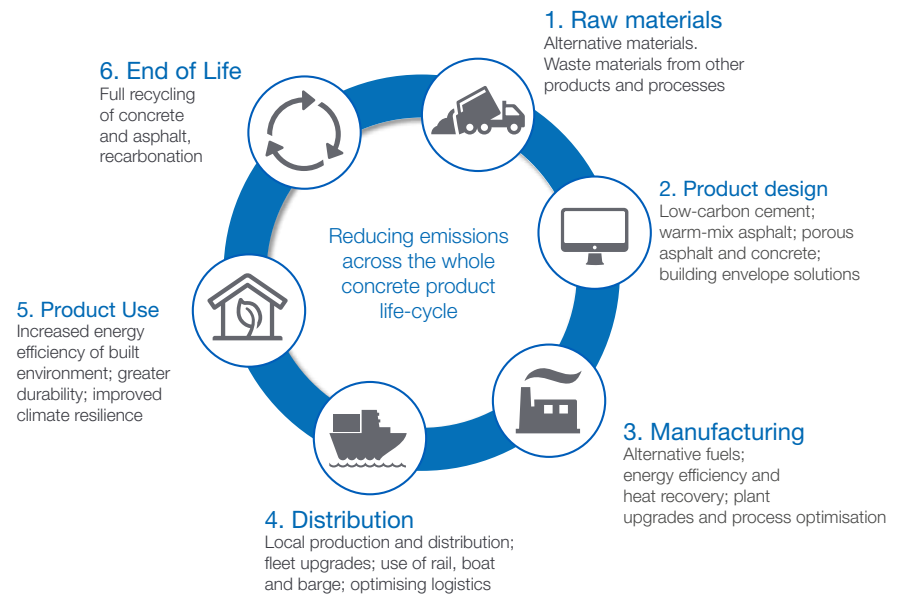 1. Raw materials
Alternative materials.
Waste materials from other
products and processes
2. Product design
Low-carbon cement;
warm-mix asphalt; porous
asphalt and concrete;
building envelope solutions
3. Manufacturing
Alternative fuels;
energy efficiency and
heat recovery; plant
upgrades and process optimisation
4. Distribution
Local production and distribution;
fleet upgrades; use of rail, boat
and barge; optimising logistics
5. Product Use
Increased energy
efficiency of built
environment; greater
durability; improved
climate resilience
6. End of Life
Full recycling
of concrete
and asphalt,
recarbonation
Reducing emissions
across the whole
concrete product
life-cycle